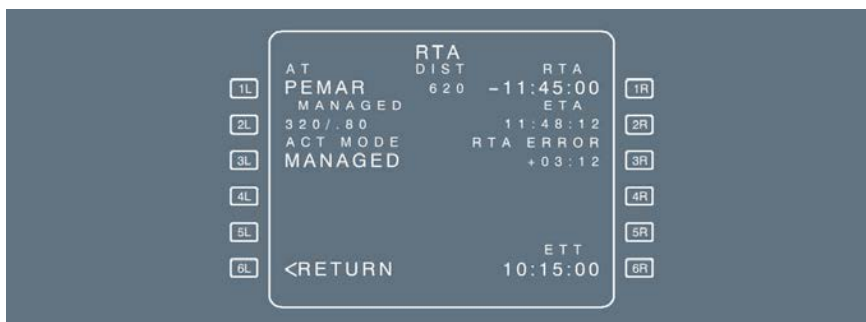 RTA
AT DIST RTA
1L PEMAR 620 -11:45:00 1R
MANAGED ETA
2L 320/.80 11:48:12 2R
ACT MODE RTA ERROR
3L MANAGED +03:12 3R
4L 4R
5L 5R
ETT
6L <RETURN 10:15:00 6R